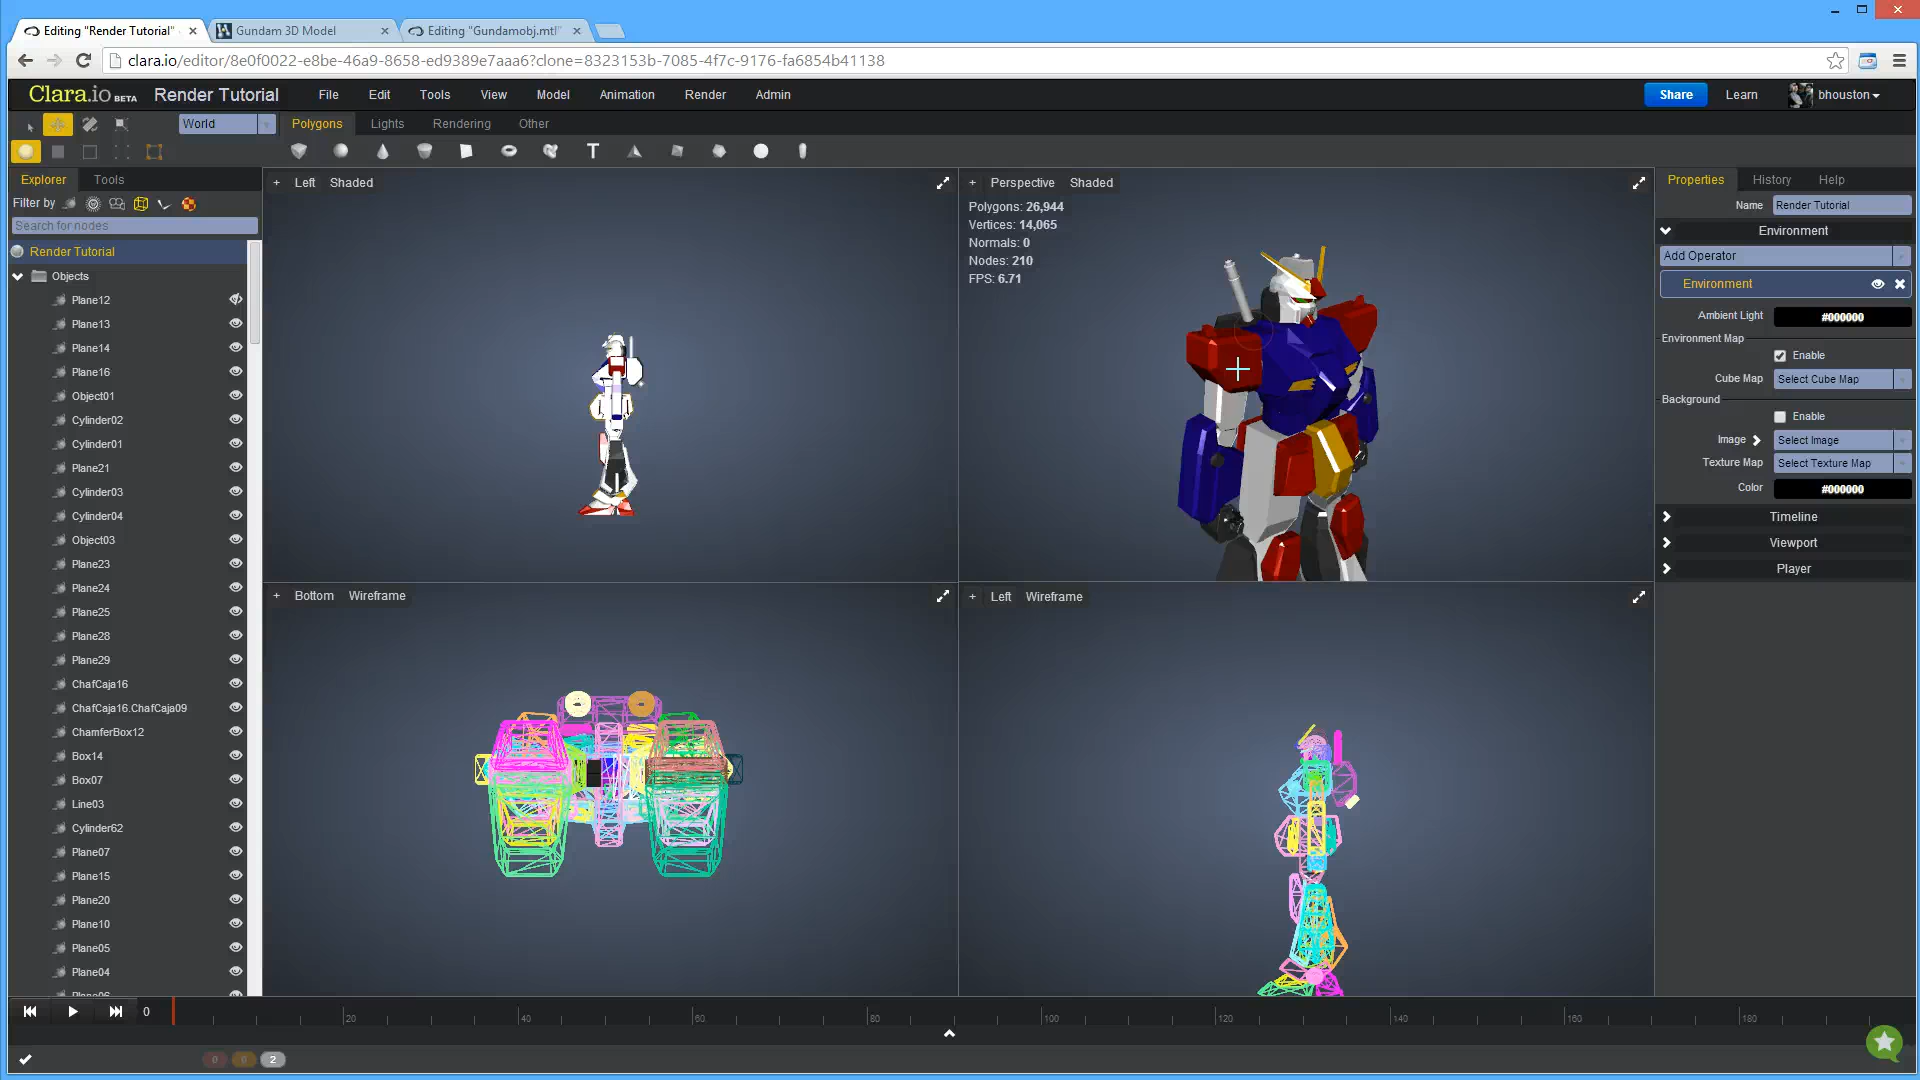 Editing "Render Tutorial"
Gundam 3D Model
Editing "Gundamobj.mtl"
clara.io/editor/8e0f0022-e8be-46a9-8658-ed9389e7aaa6?clone=8323153b-7085-4f7c-9176-fa6854b41138
Clara.io BETA
Render Tutorial
File
Edit
Tools
View
Model
Animation
Render
Admin
Share
Learn
bhouston
World
Polygons
Lights
Rendering
Other
T
Explorer
Tools
Filter by
Search for nodes
Render Tutorial
Objects
Plane12
Plane13
Plane14
Plane16
Object01
Cylinder02
Cylinder01
Plane21
Cylinder03
Cylinder04
Object03
Plane23
Plane24
Plane25
Plane28
Plane29
ChafCaja16
ChafCaja16.ChafCaja09
ChamferBox12
Box14
Box07
Line03
Cylinder62
Plane07
Plane15
Plane20
Plane10
Plane05
Plane04
Plane06
+ Left Shaded
+ Perspective Shaded
Polygons: 26,944
Vertices: 14,065
Normals: 0
Nodes: 210
FPS: 6.71
+ Bottom Wireframe
+ Left Wireframe
Properties
History
Help
Name Render Tutorial
Environment
Add Operator
Environment
Ambient Light #000000
Environment Map
Enable
Cube Map Select Cube Map
Background
Enable
Image Select Image
Texture Map Select Texture Map
Color #000000
Timeline
Viewport
Player
0
20
40
60
80
100
120
140
160
180
0
0
2